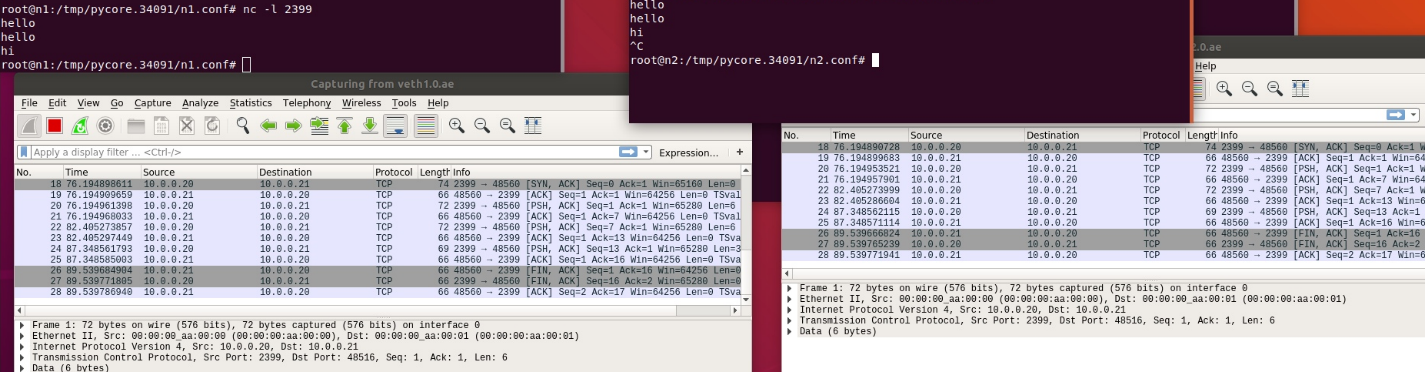 root@n1:/tmp/pycore.34091/n1.conf# nc -l 2399
hello
hello
hi
root@n1:/tmp/pycore.34091/n1.conf#
hello
hello
hi
^C
root@n2:/tmp/pycore.34091/n2.conf#
Capturing from veth1.0.ae
File Edit View Go Capture Analyze Statistics Telephony Wireless Tools Help
Apply a display filter ... <Ctrl-/> Expression... +
No. Time Source Destination Protocol Length Info
18 76.194898611 10.0.0.20 10.0.0.21 TCP 74 2399 → 48560 [SYN, ACK] Seq=0 Ack=1 Win=65160 Len=0
19 76.194909659 10.0.0.21 10.0.0.20 TCP 66 48560 → 2399 [ACK] Seq=1 Ack=1 Win=64256 Len=0 TSval
20 76.194961398 10.0.0.20 10.0.0.21 TCP 72 2399 → 48560 [PSH, ACK] Seq=1 Ack=1 Win=65280 Len=6
21 76.194968033 10.0.0.21 10.0.0.20 TCP 66 48560 → 2399 [ACK] Seq=1 Ack=7 Win=64256 Len=0 TSval
22 82.405273857 10.0.0.20 10.0.0.21 TCP 72 2399 → 48560 [PSH, ACK] Seq=7 Ack=1 Win=65280 Len=6
23 82.405297449 10.0.0.21 10.0.0.20 TCP 66 48560 → 2399 [ACK] Seq=1 Ack=13 Win=64256 Len=0 TSva
24 87.348561793 10.0.0.20 10.0.0.21 TCP 69 2399 → 48560 [PSH, ACK] Seq=13 Ack=1 Win=65280 Len=3
25 87.348585003 10.0.0.21 10.0.0.20 TCP 66 48560 → 2399 [ACK] Seq=1 Ack=16 Win=64256 Len=0 TSva
26 89.539684904 10.0.0.21 10.0.0.20 TCP 66 48560 → 2399 [FIN, ACK] Seq=1 Ack=16 Win=64256 Len=0
27 89.539771805 10.0.0.20 10.0.0.21 TCP 66 2399 → 48560 [FIN, ACK] Seq=16 Ack=2 Win=65280 Len=0
28 89.539786940 10.0.0.21 10.0.0.20 TCP 66 48560 → 2399 [ACK] Seq=2 Ack=17 Win=64256 Len=0 TSva
Frame 1: 72 bytes on wire (576 bits), 72 bytes captured (576 bits) on interface 0
Ethernet II, Src: 00:00:00_aa:00:00 (00:00:00:aa:00:00), Dst: 00:00:00_aa:00:01 (00:00:00:aa:00:01)
Internet Protocol Version 4, Src: 10.0.0.20, Dst: 10.0.0.21
Transmission Control Protocol, Src Port: 2399, Dst Port: 48516, Seq: 1, Ack: 1, Len: 6
Data (6 bytes)
2.0.ae
Help
No. Time Source Destination Protocol Length Info
18 76.194890728 10.0.0.20 10.0.0.21 TCP 74 2399 → 48560 [SYN, ACK] Seq=0 Ack=1 W
19 76.194899683 10.0.0.21 10.0.0.20 TCP 66 48560 → 2399 [ACK] Seq=1 Ack=1 Win=64
20 76.194953521 10.0.0.20 10.0.0.21 TCP 72 2399 → 48560 [PSH, ACK] Seq=1 Ack=1 W
21 76.194957901 10.0.0.21 10.0.0.20 TCP 66 48560 → 2399 [ACK] Seq=1 Ack=7 Win=64
22 82.405273999 10.0.0.20 10.0.0.21 TCP 72 2399 → 48560 [PSH, ACK] Seq=7 Ack=1 W
23 82.405286604 10.0.0.21 10.0.0.20 TCP 66 48560 → 2399 [ACK] Seq=1 Ack=13 Win=6
24 87.348562115 10.0.0.20 10.0.0.21 TCP 69 2399 → 48560 [PSH, ACK] Seq=13 Ack=1
25 87.348571114 10.0.0.21 10.0.0.20 TCP 66 48560 → 2399 [ACK] Seq=1 Ack=16 Win=6
26 89.539666824 10.0.0.21 10.0.0.20 TCP 66 48560 → 2399 [FIN, ACK] Seq=1 Ack=16
27 89.539765239 10.0.0.20 10.0.0.21 TCP 66 2399 → 48560 [FIN, ACK] Seq=16 Ack=2
28 89.539771941 10.0.0.21 10.0.0.20 TCP 66 48560 → 2399 [ACK] Seq=2 Ack=17 Win=6
Frame 1: 72 bytes on wire (576 bits), 72 bytes captured (576 bits) on interface 0
Ethernet II, Src: 00:00:00_aa:00:00 (00:00:00:aa:00:00), Dst: 00:00:00_aa:00:01 (00:00:00:aa:00:01)
Internet Protocol Version 4, Src: 10.0.0.20, Dst: 10.0.0.21
Transmission Control Protocol, Src Port: 2399, Dst Port: 48516, Seq: 1, Ack: 1, Len: 6
Data (6 bytes)